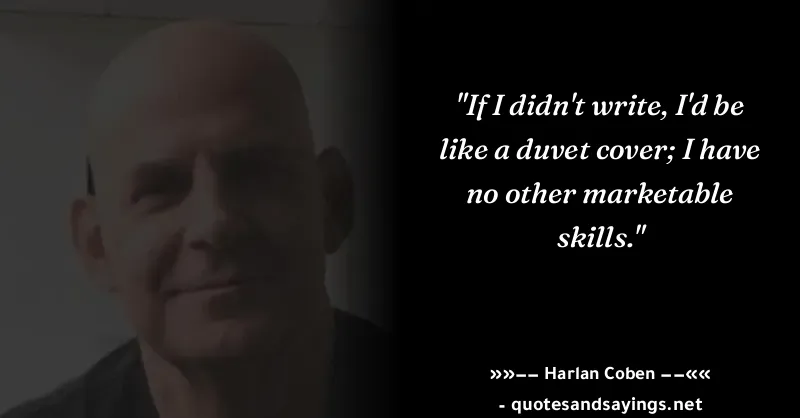 "If I didn't write, I'd be
like a duvet cover; I have
no other marketable
skills."
»»−− Harlan Coben −−««
- quotesandsayings.net